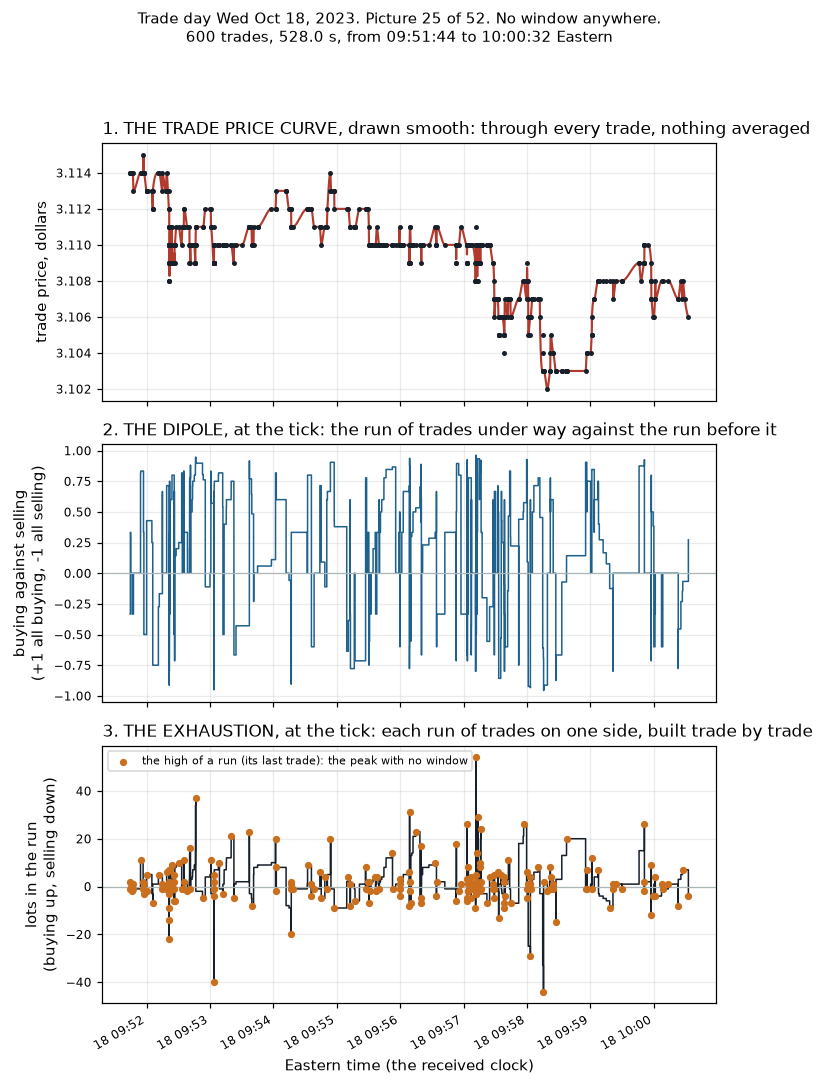 Trade day Wed Oct 18, 2023. Picture 25 of 52. No window anywhere.
600 trades, 528.0 s, from 09:51:44 to 10:00:32 Eastern
1. THE TRADE PRICE CURVE, drawn smooth: through every trade, nothing averaged
trade price, dollars
3.114
3.112
3.110
3.108
3.106
3.104
3.102
2. THE DIPOLE, at the tick: the run of trades under way against the run before it
buying against selling
(+1 all buying, -1 all selling)
1.00
0.75
0.50
0.25
0.00
−0.25
−0.50
−0.75
−1.00
3. THE EXHAUSTION, at the tick: each run of trades on one side, built trade by trade
the high of a run (its last trade): the peak with no window
lots in the run
(buying up, selling down)
40
20
0
−20
−40
18 09:52
18 09:53
18 09:54
18 09:55
18 09:56
18 09:57
18 09:58
18 09:59
18 10:00
Eastern time (the received clock)